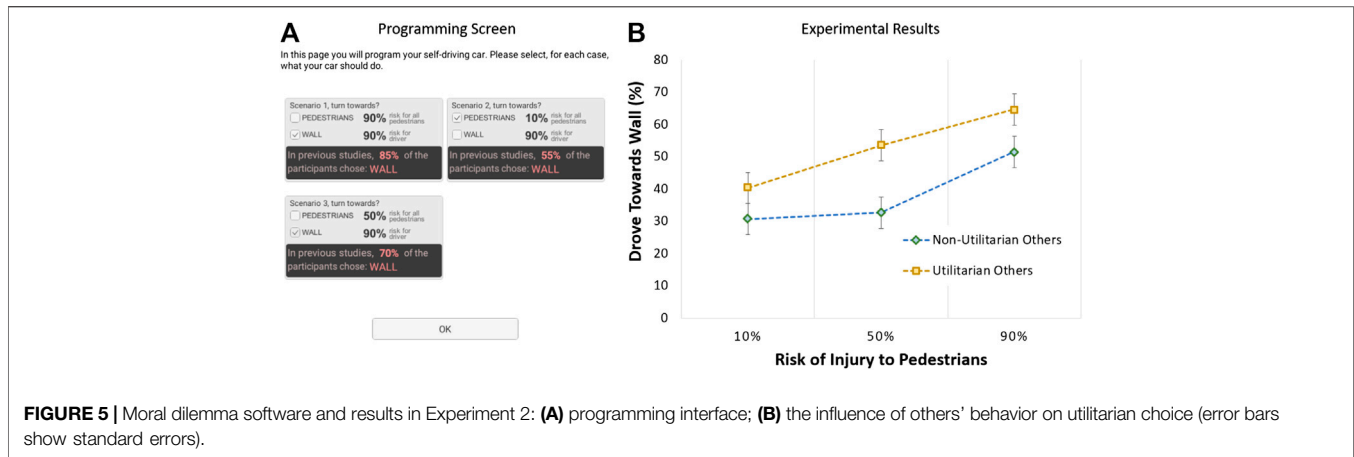 A
Programming Screen
In this page you will program your self-driving car. Please select, for each case,
what your car should do.
Scenario 1, turn towards?
PEDESTRIANS 90% risk for all pedestrians
WALL 90% risk for driver
In previous studies, 85% of the
participants chose: WALL
Scenario 2, turn towards?
PEDESTRIANS 10% risk for all pedestrians
WALL 90% risk for driver
In previous studies, 55% of the
participants chose: WALL
Scenario 3, turn towards?
PEDESTRIANS 50% risk for all pedestrians
WALL 90% risk for driver
In previous studies, 70% of the
participants chose: WALL
OK
B
Experimental Results
Drove Towards Wall (%)
80
70
60
50
40
30
20
10
0
Non-Utilitarian Others
Utilitarian Others
10% 50% 90%
Risk of Injury to Pedestrians
FIGURE 5 | Moral dilemma software and results in Experiment 2: (A) programming interface; (B) the influence of others’ behavior on utilitarian choice (error bars
show standard errors).